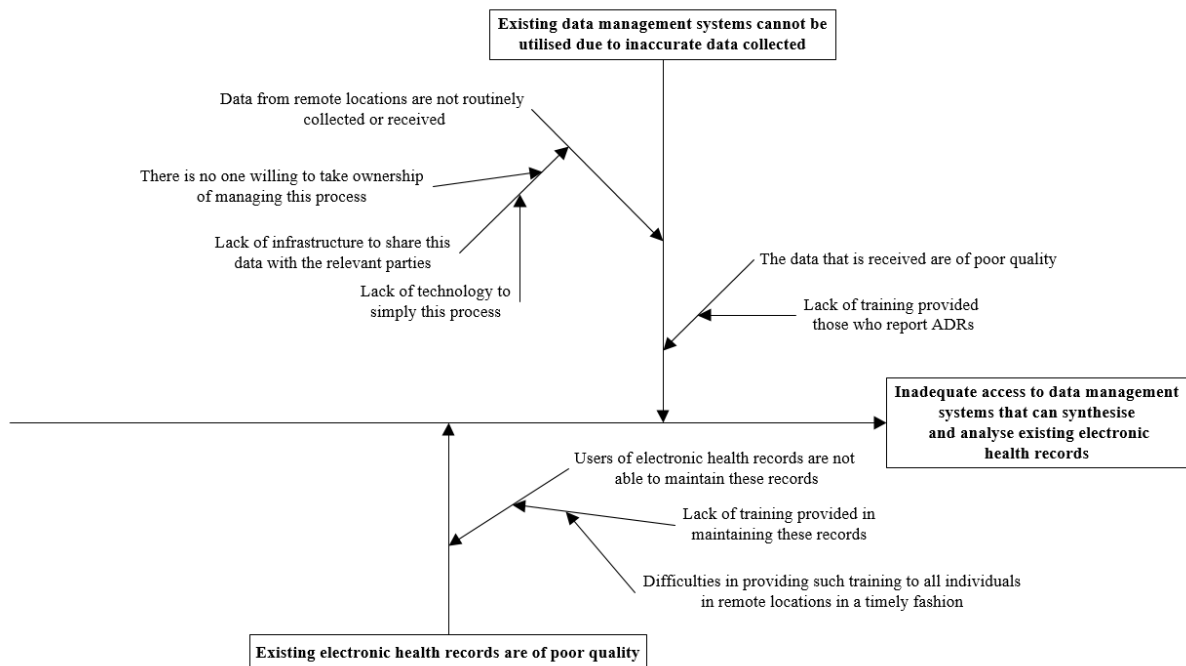 Existing data management systems cannot be
utilised due to inaccurate data collected
Data from remote locations are not routinely
collected or received
There is no one willing to take ownership
of managing this process
Lack of infrastructure to share this
data with the relevant parties
Lack of technology to
simply this process
The data that is received are of poor quality
Lack of training provided
those who report ADRs
Inadequate access to data management
systems that can synthesise
and analyse existing electronic
health records
Users of electronic health records are not
able to maintain these records
Lack of training provided in
maintaining these records
Difficulties in providing such training to all individuals
in remote locations in a timely fashion
Existing electronic health records are of poor quality